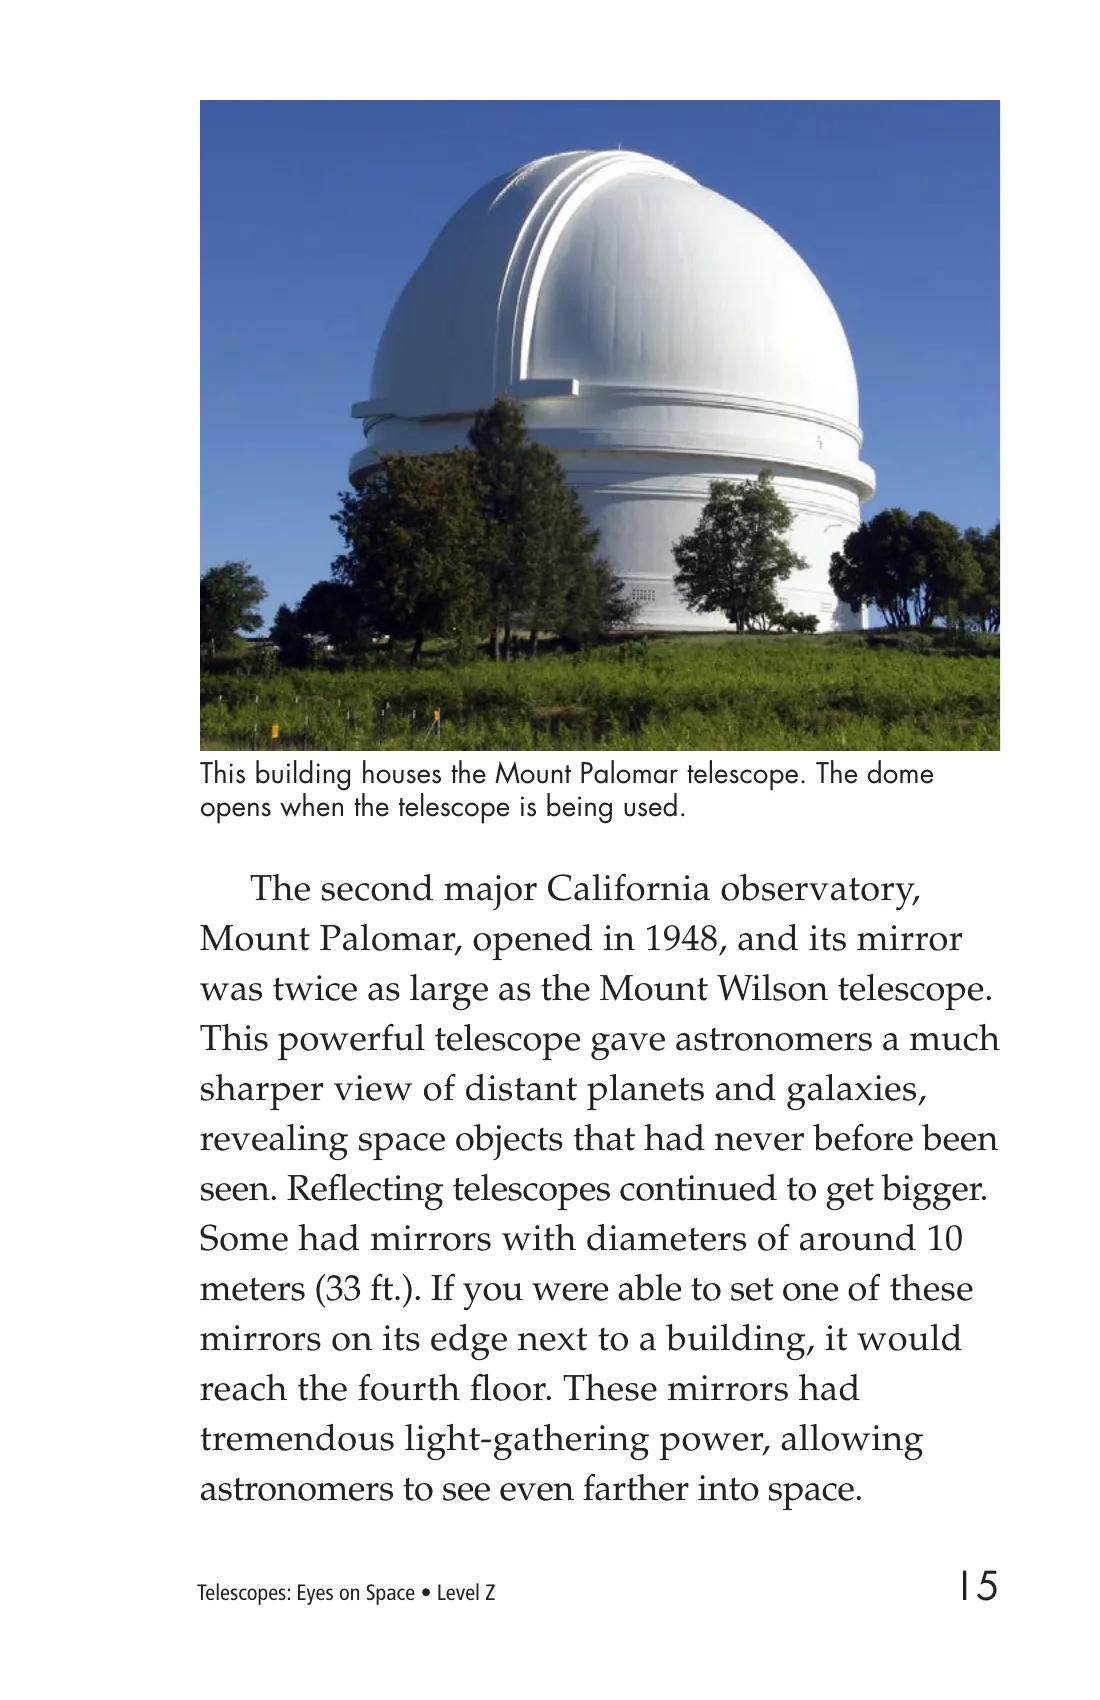 This building houses the Mount Palomar telescope. The dome
opens when the telescope is being used.
The second major California observatory,
Mount Palomar, opened in 1948, and its mirror
was twice as large as the Mount Wilson telescope.
This powerful telescope gave astronomers a much
sharper view of distant planets and galaxies,
revealing space objects that had never before been
seen. Reflecting telescopes continued to get bigger.
Some had mirrors with diameters of around 10
meters (33 ft.). If you were able to set one of these
mirrors on its edge next to a building, it would
reach the fourth floor. These mirrors had
tremendous light-gathering power, allowing
astronomers to see even farther into space.
Telescopes: Eyes on Space • Level Z
15